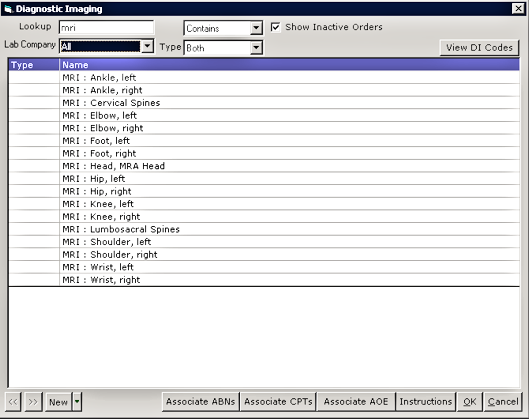 Diagnostic Imaging
Lookup mri Contains Show Inactive Orders
Lab Company All Type Both View DI Codes
Type Name
MRI : Ankle, left
MRI : Ankle, right
MRI : Cervical Spines
MRI : Elbow, left
MRI : Elbow, right
MRI : Foot, left
MRI : Foot, right
MRI : Head, MRA Head
MRI : Hip, left
MRI : Hip, right
MRI : Knee, left
MRI : Knee, right
MRI : Lumbosacral Spines
MRI : Shoulder, left
MRI : Shoulder, right
MRI : Wrist, left
MRI : Wrist, right
<< >> New Associate ABNs Associate CPTs Associate AOE Instructions OK Cancel